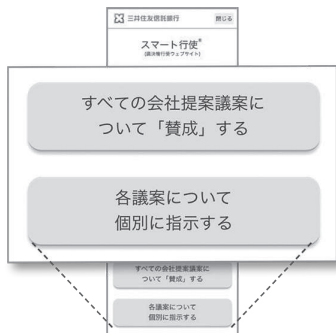 三井住友信託銀行
閉じる
スマート行使®
(議決権行使ウェブサイト)
すべての会社提案議案に
ついて「賛成」する
各議案について
個別に指示する
すべての会社提案議案に
ついて「賛成」する
各議案について
個別に指示する